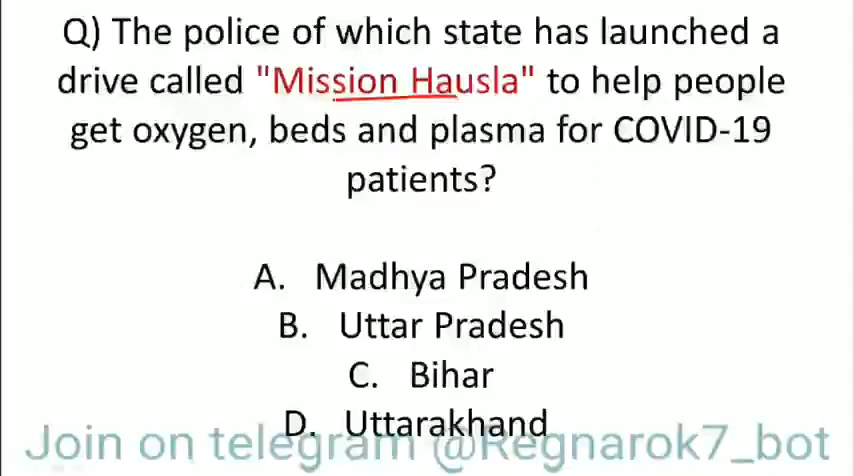 Q) The police of which state has launched a
drive called "Mission Hausla" to help people
get oxygen, beds and plasma for COVID-19
patients?
A. Madhya Pradesh
B. Uttar Pradesh
C. Bihar
D. Uttarakhand
Join on telegram @Regnarok7_bot